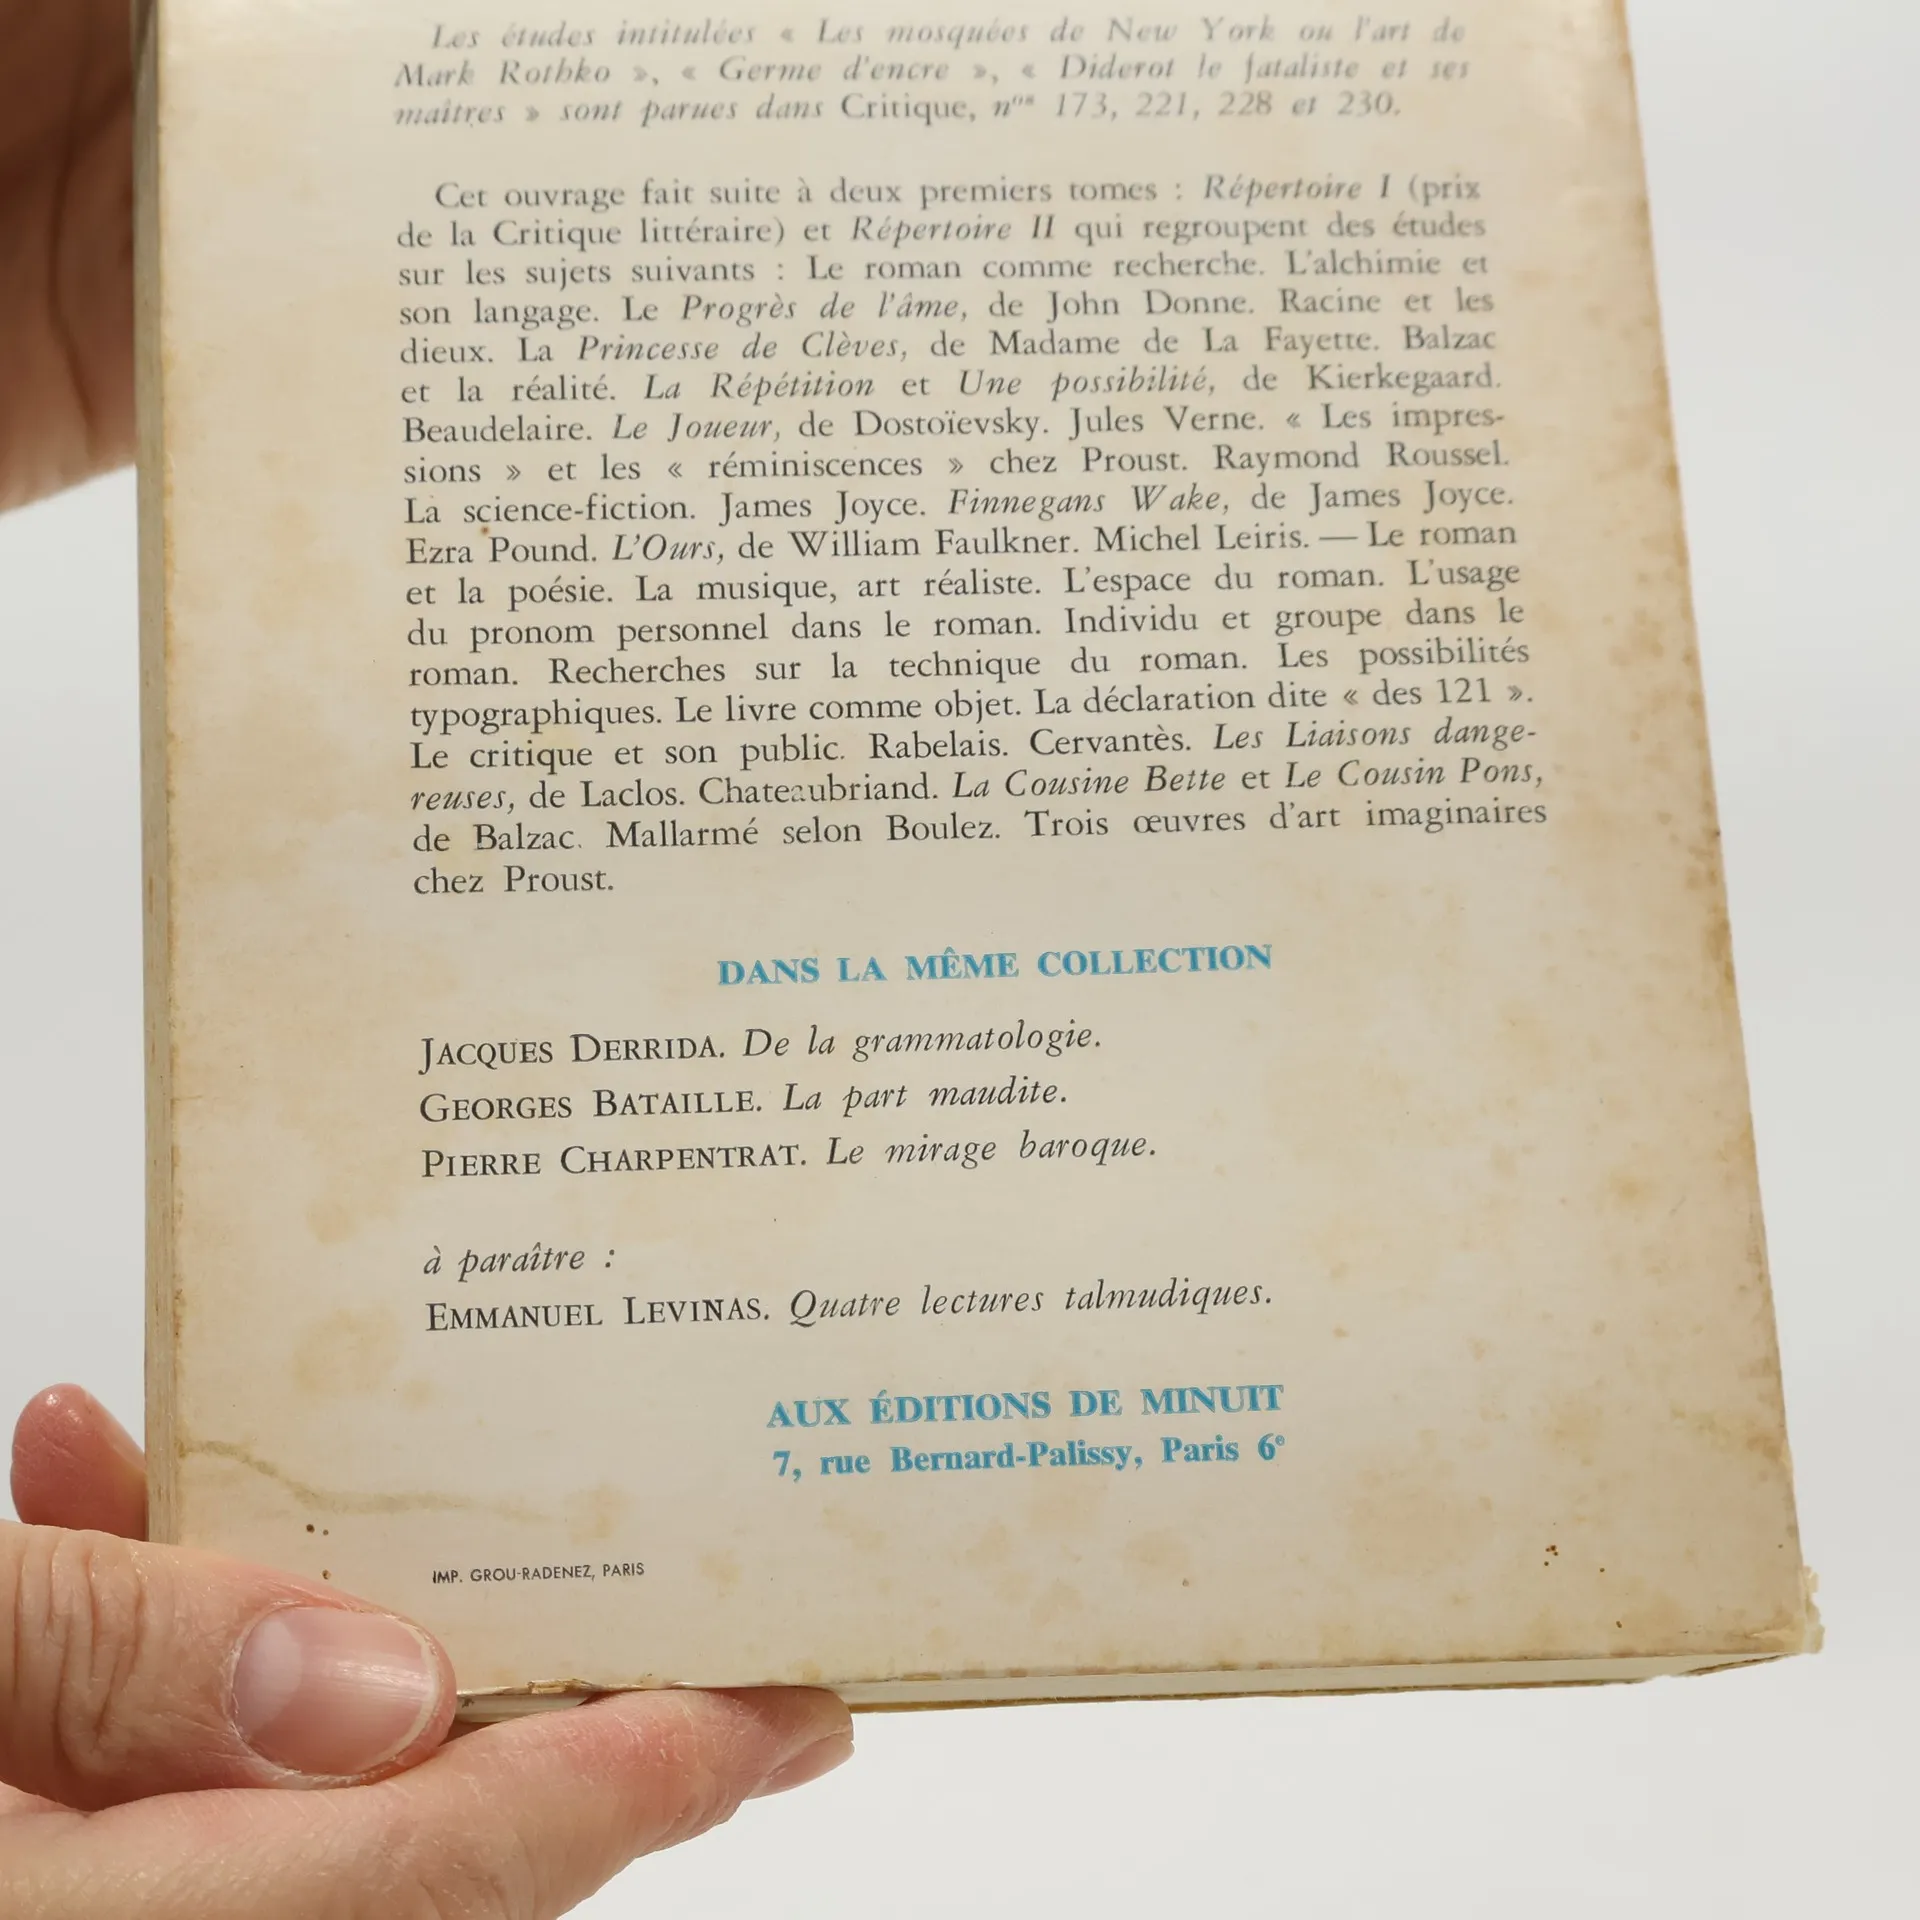 Les études intitulées « Les mosquées de New York ou l'art de
Mark Rothko », « Germe d'encre », « Diderot le fataliste et ses
maîtres » sont parues dans Critique, nos 173, 221, 228 et 230.
Cet ouvrage fait suite à deux premiers tomes : Répertoire I (prix
de la Critique littéraire) et Répertoire II qui regroupent des études
sur les sujets suivants : Le roman comme recherche. L'alchimie et
son langage. Le Progrès de l'âme, de John Donne. Racine et les
dieux. La Princesse de Clèves, de Madame de La Fayette. Balzac
et la réalité. La Répétition et Une possibilité, de Kierkegaard.
Beaudelaire. Le Joueur, de Dostoïevsky. Jules Verne. « Les impres-
sions » et les « réminiscences » chez Proust. Raymond Roussel.
La science-fiction. James Joyce. Finnegans Wake, de James Joyce.
Ezra Pound. L'Ours, de William Faulkner. Michel Leiris. — Le roman
et la poésie. La musique, art réaliste. L'espace du roman. L'usage
du pronom personnel dans le roman. Individu et groupe dans le
roman. Recherches sur la technique du roman. Les possibilités
typographiques. Le livre comme objet. La déclaration dite « des 121 ».
Le critique et son public. Rabelais. Cervantès. Les Liaisons dange-
reuses, de Laclos. Chateaubriand. La Cousine Bette et Le Cousin Pons,
de Balzac. Mallarmé selon Boulez. Trois œuvres d'art imaginaires
chez Proust.
DANS LA MÊME COLLECTION
JACQUES DERRIDA. De la grammatologie.
GEORGES BATAILLE. La part maudite.
PIERRE CHARPENTRAT. Le mirage baroque.
à paraître :
EMMANUEL LEVINAS. Quatre lectures talmudiques.
AUX ÉDITIONS DE MINUIT
7, rue Bernard-Palissy, Paris 6e
IMP. GROU-RADENEZ, PARIS